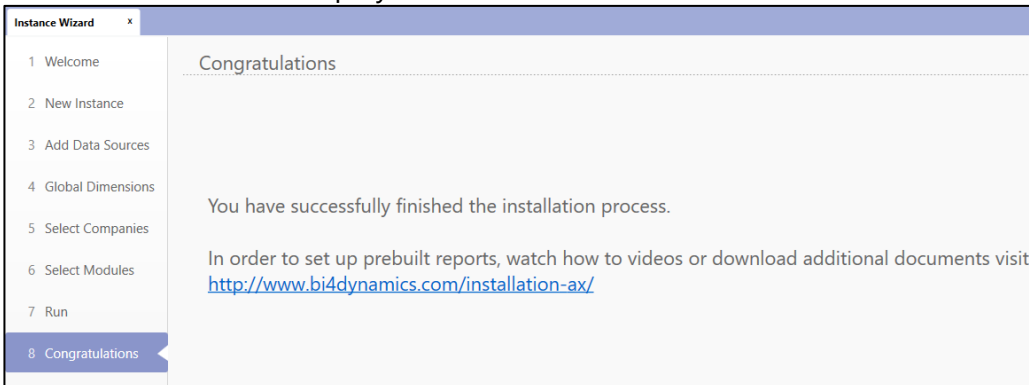 Instance Wizard x
1 Welcome
2 New Instance
3 Add Data Sources
4 Global Dimensions
5 Select Companies
6 Select Modules
7 Run
8 Congratulations
Congratulations
You have successfully finished the installation process.
In order to set up prebuilt reports, watch how to videos or download additional documents visit
http://www.bi4dynamics.com/installation-ax/